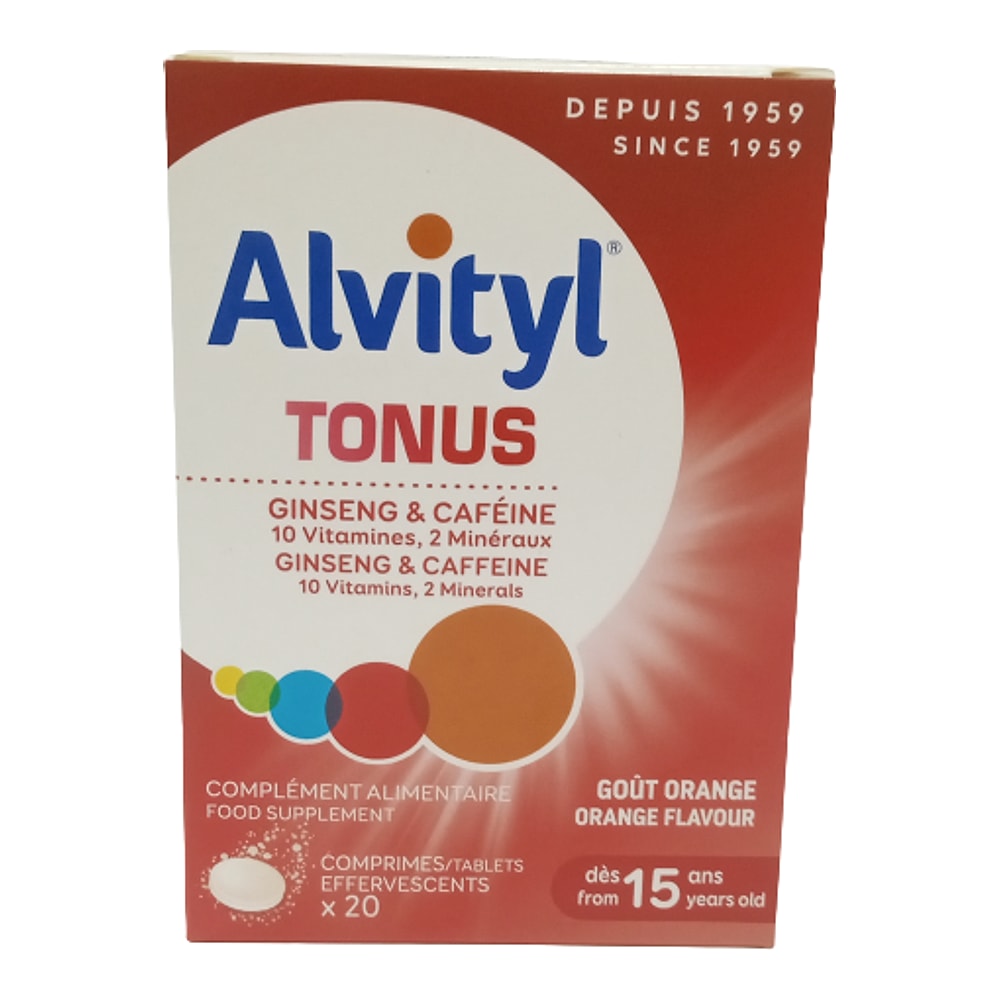 DEPUIS 1959
SINCE 1959
Alvityl®
TONUS
GINSENG & CAFÉINE
10 Vitamines, 2 Minéraux
GINSENG & CAFFEINE
10 Vitamins, 2 Minerals
COMPLÉMENT ALIMENTAIRE
FOOD SUPPLEMENT
GOÛT ORANGE
ORANGE FLAVOUR
COMPRIMES/TABLETS
EFFERVESCENTS
x 20
dès 15 ans
from years old